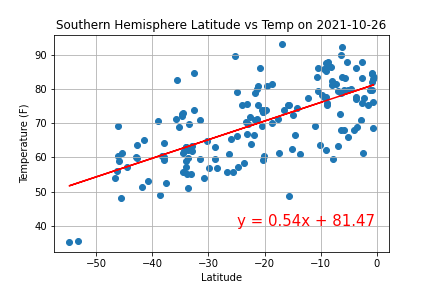 Southern Hemisphere Latitude vs Temp on 2021-10-26
Temperature (F)
90
80
70
60
50
40
y = 0.54x + 81.47
−50 −40 −30 −20 −10 0
Latitude